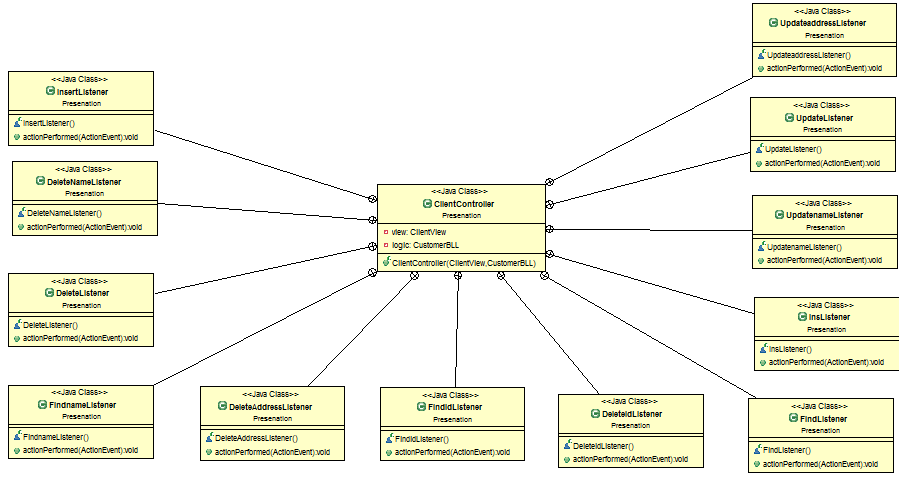 <<Java Class>>
UpdateaddressListener
Presenation
UpdateaddressListener()
actionPerformed(ActionEvent):void
<<Java Class>>
InsertListener
Presenation
InsertListener()
actionPerformed(ActionEvent):void
<<Java Class>>
UpdateListener
Presenation
UpdateListener()
actionPerformed(ActionEvent):void
<<Java Class>>
DeleteNameListener
Presenation
DeleteNameListener()
actionPerformed(ActionEvent):void
<<Java Class>>
ClientController
Presenation
view: ClientView
logic: CustomerBLL
ClientController(ClientView,CustomerBLL)
<<Java Class>>
UpdatenameListener
Presenation
UpdatenameListener()
actionPerformed(ActionEvent):void
<<Java Class>>
DeleteListener
Presenation
DeleteListener()
actionPerformed(ActionEvent):void
<<Java Class>>
InsListener
Presenation
InsListener()
actionPerformed(ActionEvent):void
<<Java Class>>
FindnameListener
Presenation
FindnameListener()
actionPerformed(ActionEvent):void
<<Java Class>>
DeleteAddressListener
Presenation
DeleteAddressListener()
actionPerformed(ActionEvent):void
<<Java Class>>
FindIdListener
Presenation
FindIdListener()
actionPerformed(ActionEvent):void
<<Java Class>>
DeleteIdListener
Presenation
DeleteIdListener()
actionPerformed(ActionEvent):void
<<Java Class>>
FindListener
Presenation
FindListener()
actionPerformed(ActionEvent):void